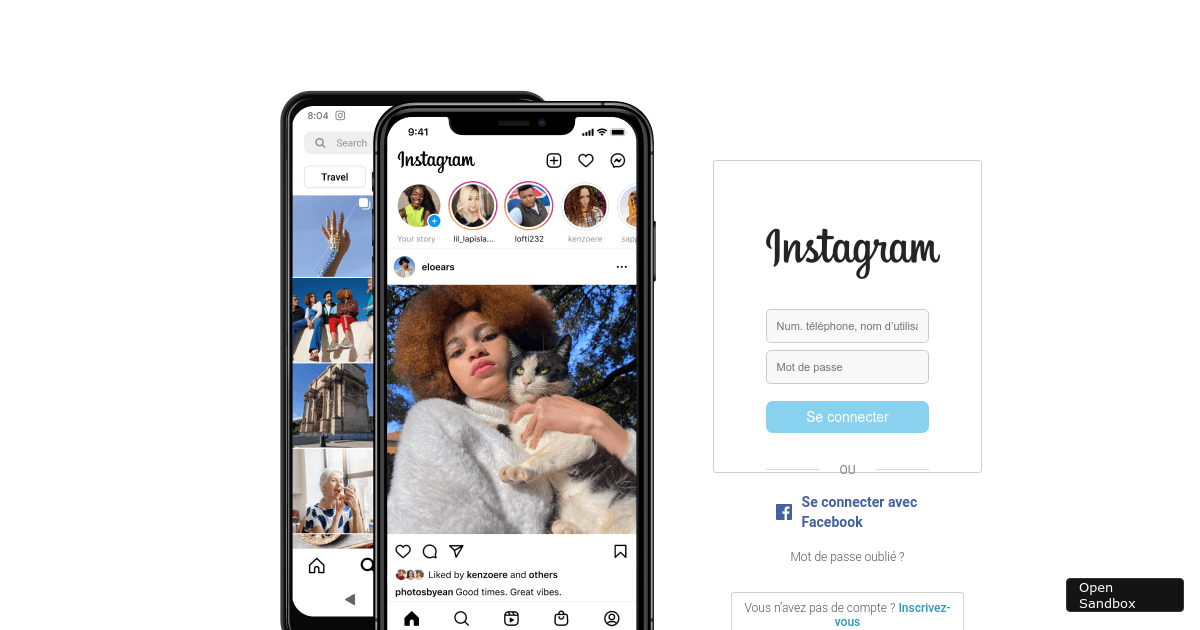 8:04
Search
Travel
9:41
Instagram
Your story
lil_lapisla...
lofti232
kenzoere
eloears
Liked by kenzoere and others
photosbyean Good times. Great vibes.
Instagram
Num. téléphone, nom d'utilisa
Mot de passe
Se connecter
OU
Se connecter avec
Facebook
Mot de passe oublié ?
Vous n'avez pas de compte ? Inscrivez-
vous
Open
Sandbox